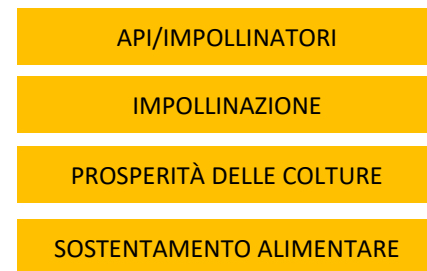 API/IMPOLLINATORI
IMPOLLINAZIONE
PROSPERITÀ DELLE COLTURE
SOSTENTAMENTO ALIMENTARE